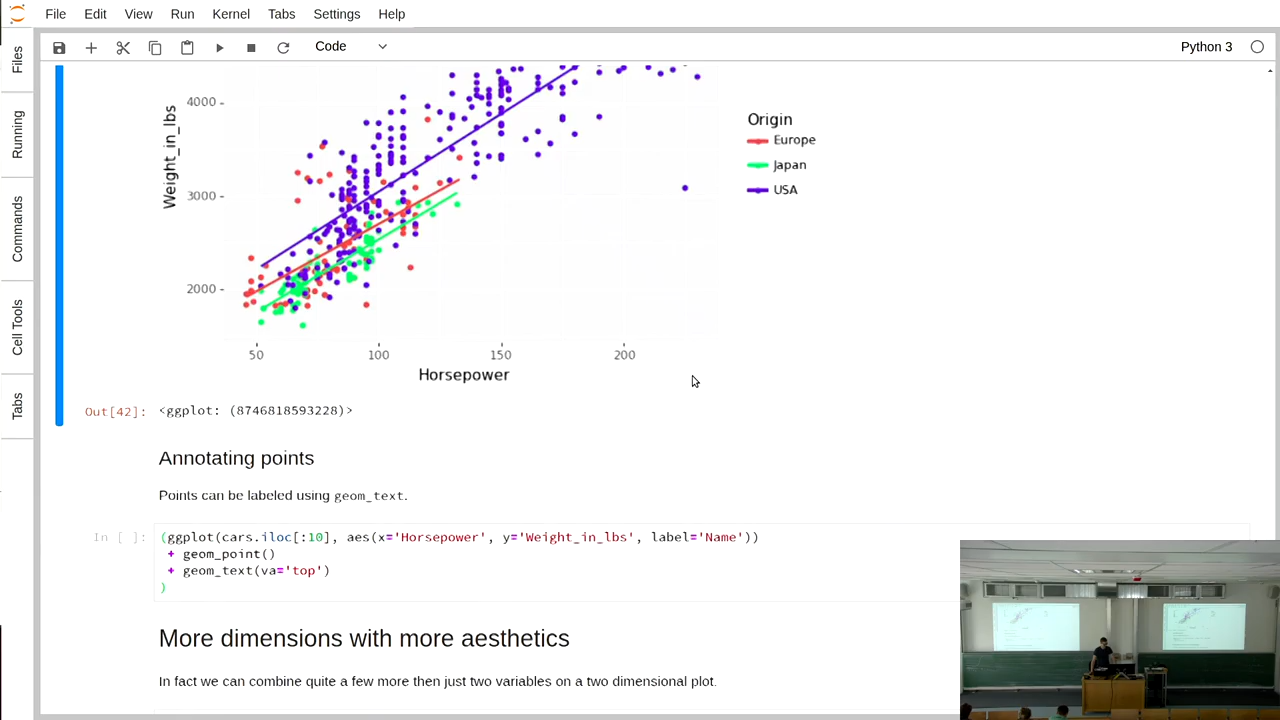 File Edit View Run Kernel Tabs Settings Help
Files
Running
Commands
Cell Tools
Tabs
Code
Python 3
4000
3000
2000
Weight_in_lbs
50 100 150 200
Horsepower
Origin
Europe
Japan
USA
Out[42]: <ggplot: (8746818593228)>
Annotating points
Points can be labeled using geom_text.
In [ ]: (ggplot(cars.iloc[:10], aes(x='Horsepower', y='Weight_in_lbs', label='Name'))
+ geom_point()
+ geom_text(va='top')
)
More dimensions with more aesthetics
In fact we can combine quite a few more then just two variables on a two dimensional plot.